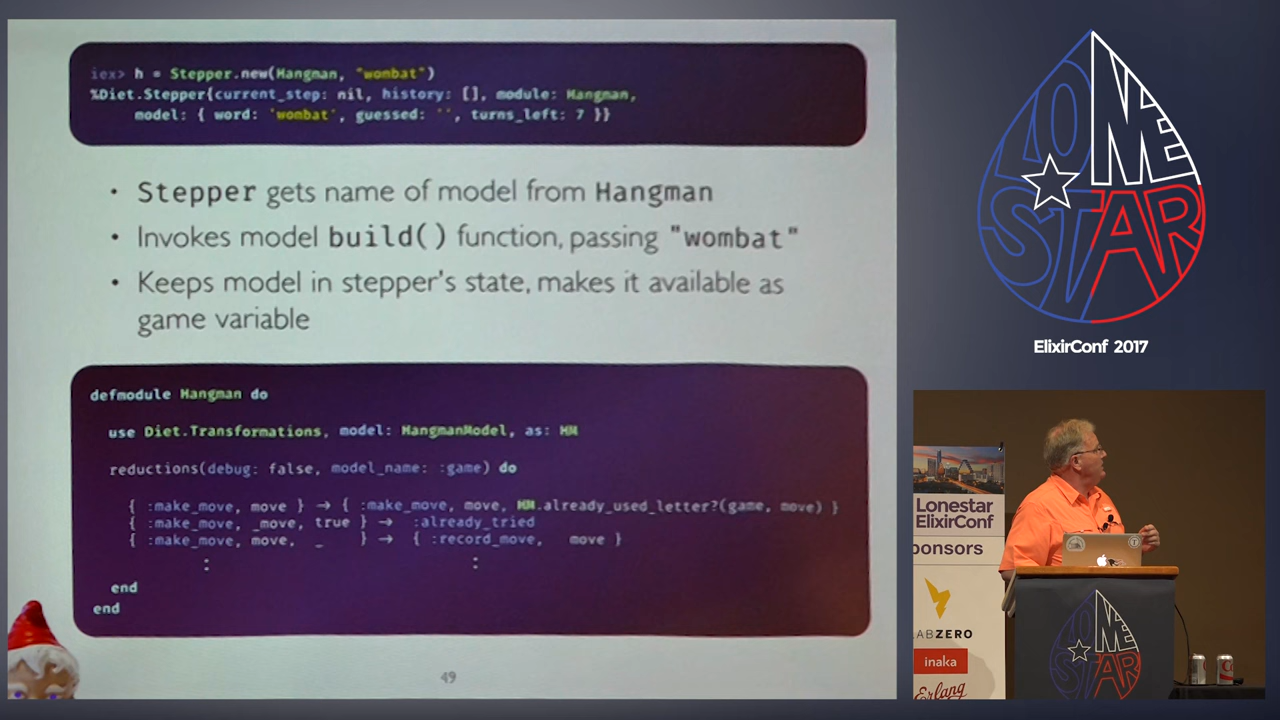 iex> h = Stepper.new(Hangman, "wombat")
%Diet.Stepper{current_step: nil, history: [], module: Hangman,
model: { word: 'wombat', guessed: '', turns_left: 7 }}
• Stepper gets name of model from Hangman
• Invokes model build() function, passing "wombat"
• Keeps model in stepper's state, makes it available as
game variable
defmodule Hangman do
use Diet.Transformations, model: HangmanModel, as: HM
reductions(debug: false, model_name: :game) do
{ :make_move, move } → { :make_move, move, HM.already_used_letter?(game, move) }
{ :make_move, _move, true } → :already_tried
{ :make_move, move, _ } → { :record_move, move }
: :
end
end
49
LONE
STAR
ElixirConf 2017
Lonestar
ElixirConf
ponsors
ABZERO
inaka
Erlang
LONE
STAR